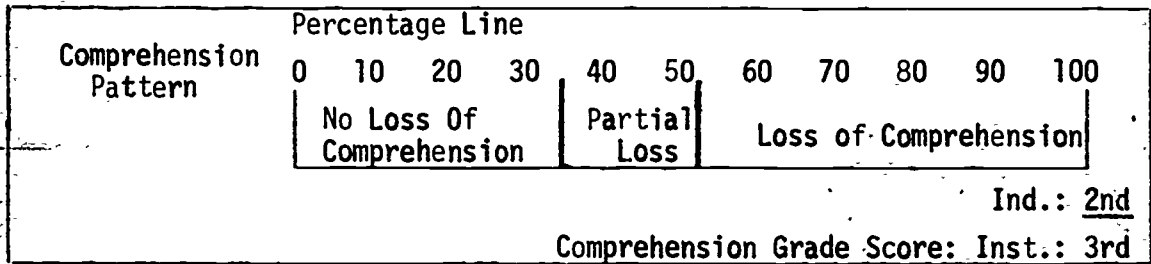 Percentage Line
Comprehension Pattern
0 10 20 30 40 50 60 70 80 90 100
No Loss Of Comprehension
Partial Loss
Loss of Comprehension
Ind.: 2nd
Comprehension Grade Score: Inst.: 3rd